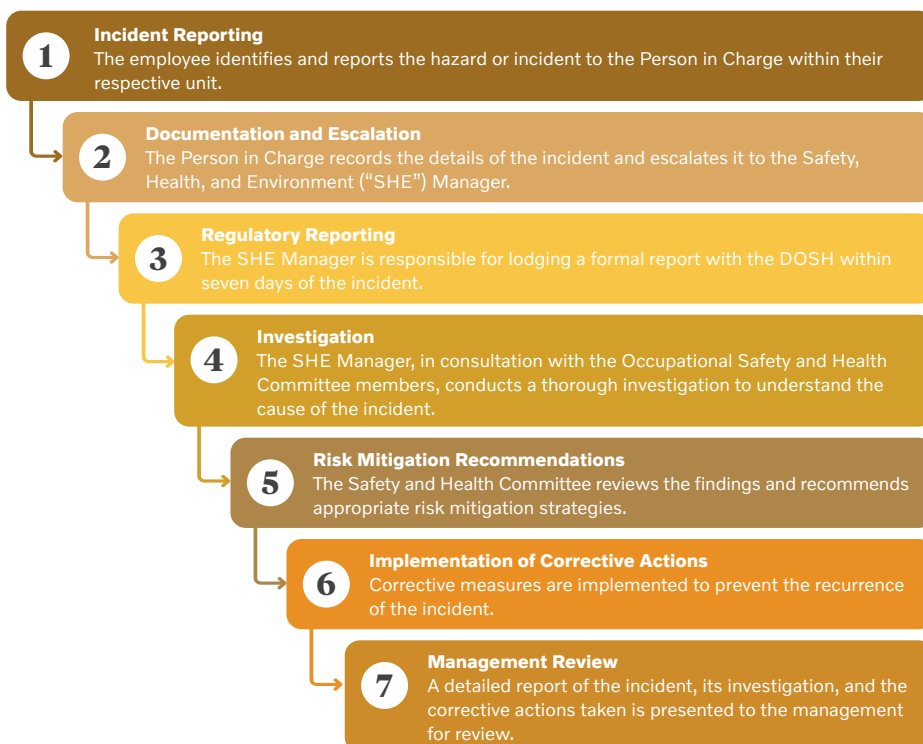 1
Incident Reporting
The employee identifies and reports the hazard or incident to the Person in Charge within their
respective unit.
2
Documentation and Escalation
The Person in Charge records the details of the incident and escalates it to the Safety,
Health, and Environment (“SHE”) Manager.
3
Regulatory Reporting
The SHE Manager is responsible for lodging a formal report with the DOSH within
seven days of the incident.
4
Investigation
The SHE Manager, in consultation with the Occupational Safety and Health
Committee members, conducts a thorough investigation to understand the
cause of the incident.
5
Risk Mitigation Recommendations
The Safety and Health Committee reviews the findings and recommends
appropriate risk mitigation strategies.
6
Implementation of Corrective Actions
Corrective measures are implemented to prevent the recurrence
of the incident.
7
Management Review
A detailed report of the incident, its investigation, and the
corrective actions taken is presented to the management
for review.